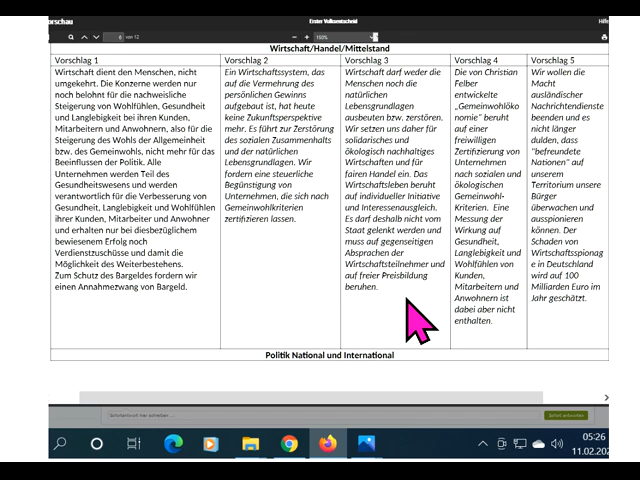 orschau
Erster Volksentscheid
Hilfe
6 von 12
150%
Wirtschaft/Handel/Mittelstand
Vorschlag 1
Wirtschaft dient den Menschen, nicht
umgekehrt. Die Konzerne werden nur
noch belohnt für die nachweisliche
Steigerung von Wohlfühlen, Gesundheit
und Langlebigkeit bei ihren Kunden,
Mitarbeitern und Anwohnern, also für die
Steigerung des Wohls der Allgemeinheit
bzw. des Gemeinwohls, nicht mehr für das
Beeinflussen der Politik. Alle
Unternehmen werden Teil des
Gesundheitswesens und werden
verantwortlich für die Verbesserung von
Gesundheit, Langlebigkeit und Wohlfühlen
ihrer Kunden, Mitarbeiter und Anwohner
und erhalten nur bei diesbezüglichem
bewiesenem Erfolg noch
Verdienstzuschüsse und damit die
Möglichkeit des Weiterbestehens.
Zum Schutz des Bargeldes fordern wir
einen Annahmezwang von Bargeld.
Vorschlag 2
Ein Wirtschaftssystem, das
auf die Vermehrung des
persönlichen Gewinns
aufgebaut ist, hat heute
keine Zukunftsperspektive
mehr. Es führt zur Zerstörung
des sozialen Zusammenhalts
und der natürlichen
Lebensgrundlagen. Wir
fordern eine steuerliche
Begünstigung von
Unternehmen, die sich nach
Gemeinwohlkriterien
zertifizieren lassen.
Vorschlag 3
Wirtschaft darf weder die
Menschen noch die
natürlichen
Lebensgrundlagen
ausbeuten bzw. zerstören.
Wir setzen uns daher für
solidarisches und
ökologisch nachhaltiges
Wirtschaften und für
fairen Handel ein. Das
Wirtschaftsleben beruht
auf individueller Initiative
und Interessenausgleich.
Es darf deshalb nicht vom
Staat gelenkt werden und
muss auf gegenseitigen
Absprachen der
Wirtschaftsteilnehmer und
auf freier Preisbildung
beruhen.
Vorschlag 4
Die von Christian
Felber
entwickelte
„Gemeinwohlöko
nomie" beruht
auf einer
freiwilligen
Zertifizierung von
Unternehmen
nach sozialen und
ökologischen
Gemeinwohl-
Kriterien. Eine
Messung der
Wirkung auf
Gesundheit,
Langlebigkeit und
Wohlfühlen von
Kunden,
Mitarbeitern und
Anwohnern ist
dabei aber nicht
enthalten.
Vorschlag 5
Wir wollen die
Macht
ausländischer
Nachrichtendienste
beenden und es
nicht länger
dulden, dass
"befreundete
Nationen" auf
unserem
Territorium unsere
Bürger
überwachen und
ausspionieren
können. Der
Schaden von
Wirtschaftspionag
e in Deutschland
wird auf 100
Milliarden Euro im
Jahr geschätzt.
Politik National und International
Sofortantwort hier schreiben ...
Sofort antworten
05:26
11.02.202